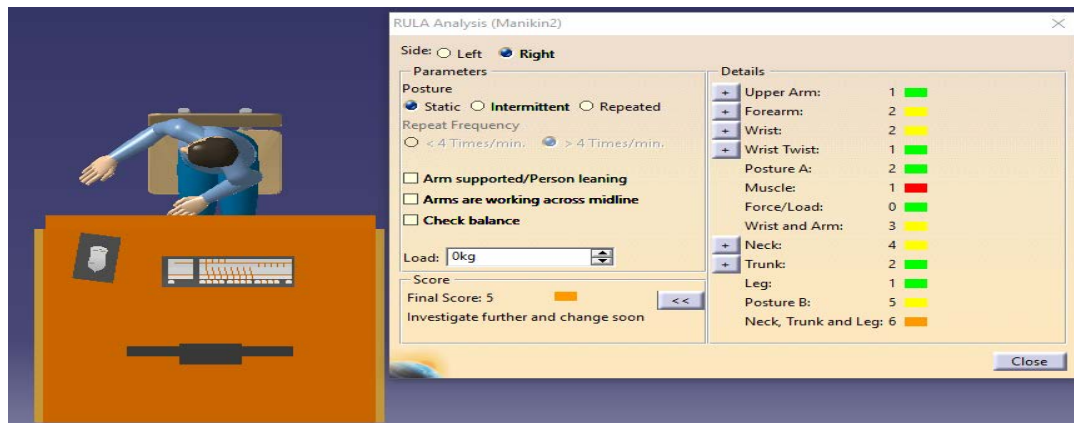 RULA Analysis (Manikin2)
Side: Left Right
Parameters
Posture
Static Intermittent Repeated
Repeat Frequency
< 4 Times/min. > 4 Times/min.
Arm supported/Person leaning
Arms are working across midline
Check balance
Load: 0kg
Score
Final Score: 5
<<
Investigate further and change soon
Details
+ Upper Arm: 1
+ Forearm: 2
+ Wrist: 2
+ Wrist Twist: 1
Posture A: 2
Muscle: 1
Force/Load: 0
Wrist and Arm: 3
+ Neck: 4
+ Trunk: 2
Leg: 1
Posture B: 5
Neck, Trunk and Leg: 6
Close